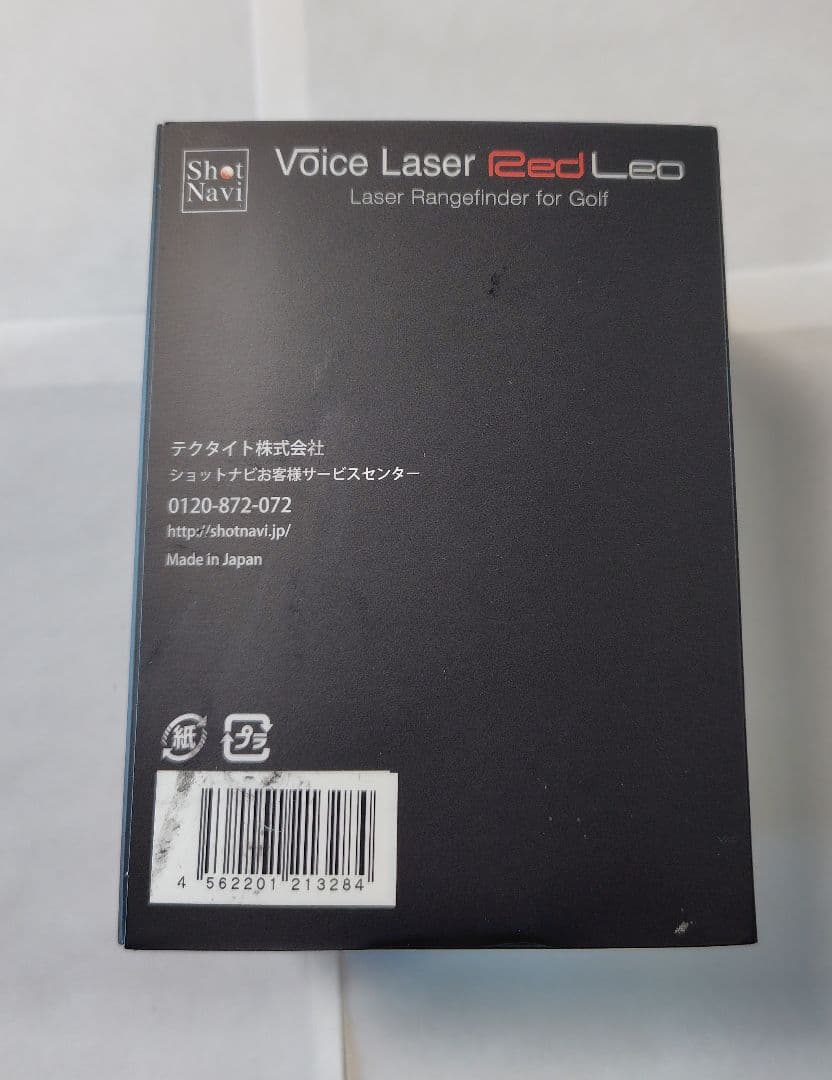 Shot
Navi
Voice Laser Red Leo
Laser Rangefinder for Golf
テクタイト株式会社
ショットナビお客様サービスセンター
0120-872-072
http://shotnavi.jp/
Made in Japan
紙
プラ
4 562201 213284